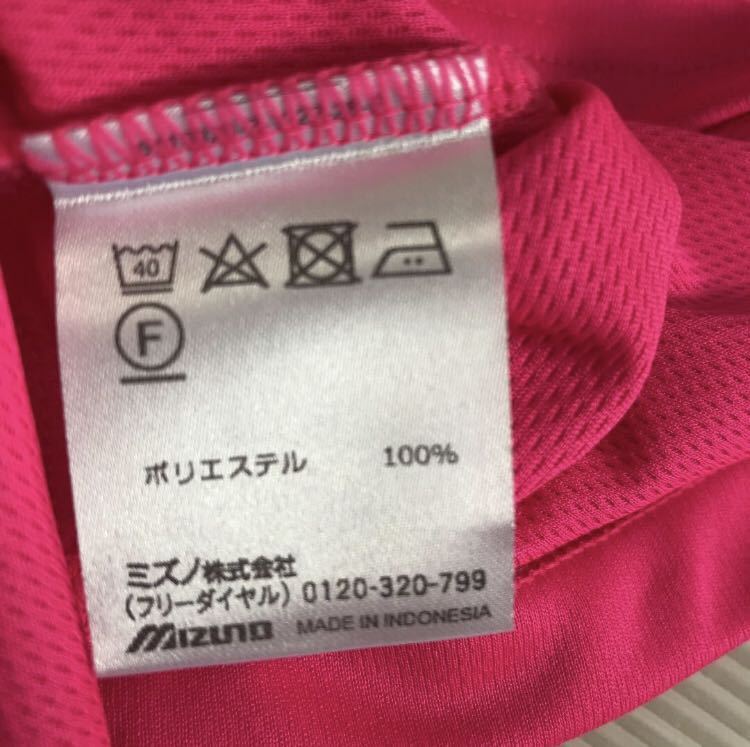 40
F
ポリエステル 100%
ミズノ株式会社
(フリーダイヤル) 0120-320-799
MIZUNO MADE IN INDONESIA